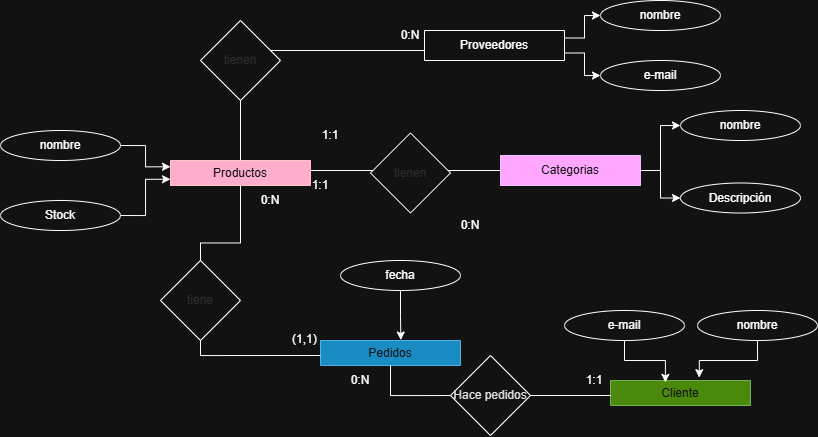 nombre
0:N
Proveedores
tienen
e-mail
nombre
1:1
nombre
Productos
tienen
Categorias
1:1
0:N
Stock
Descripción
0:N
fecha
tiene
e-mail
nombre
(1,1)
Pedidos
0:N
1:1
Hace pedidos
Cliente